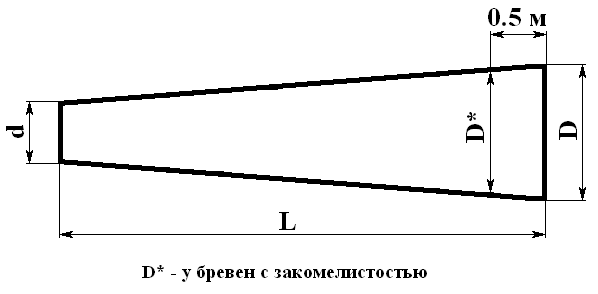 0.5 м
d
D*
D
L
D* - у бревен с закомелистостью